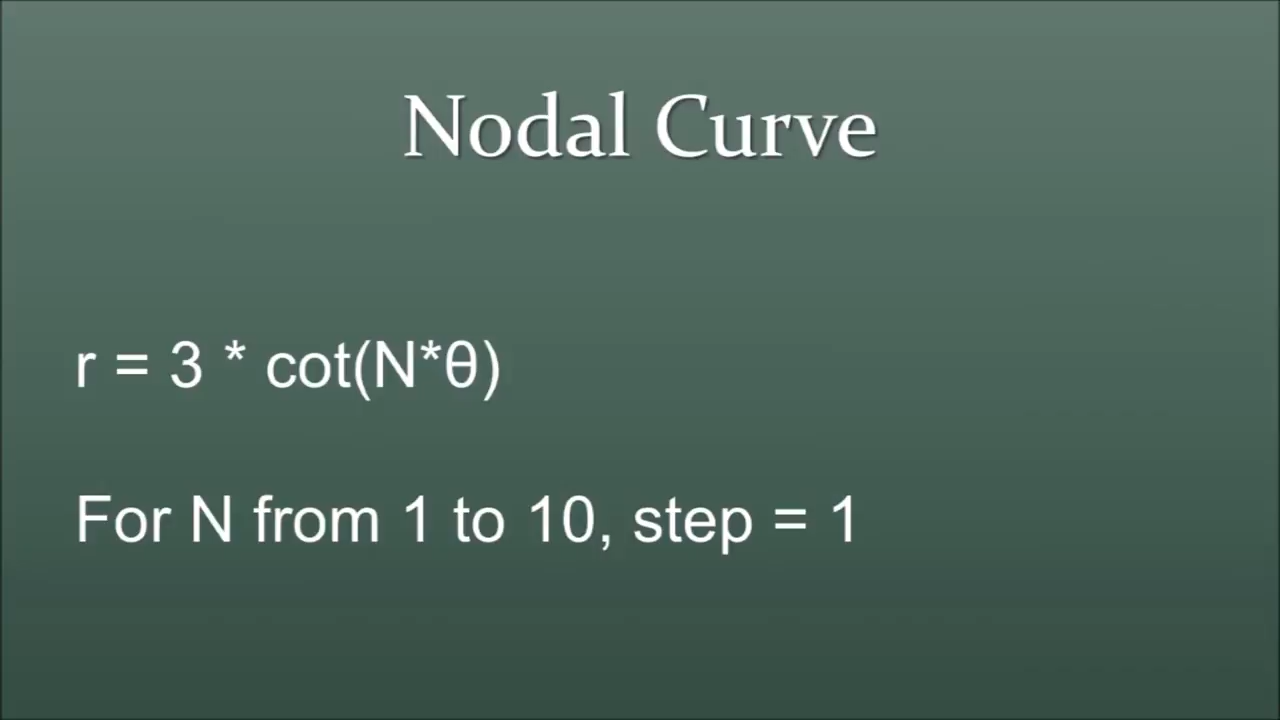 Nodal Curve
r = 3 * cot(N*θ)
For N from 1 to 10, step = 1